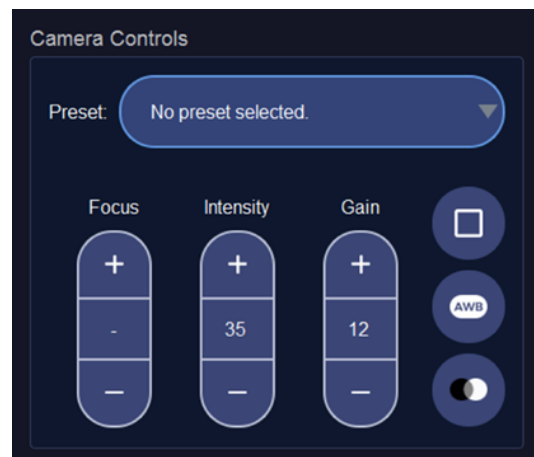 Camera Controls
Preset: No preset selected.
Focus Intensity Gain
+ + +
- 35 12
− − −
AWB